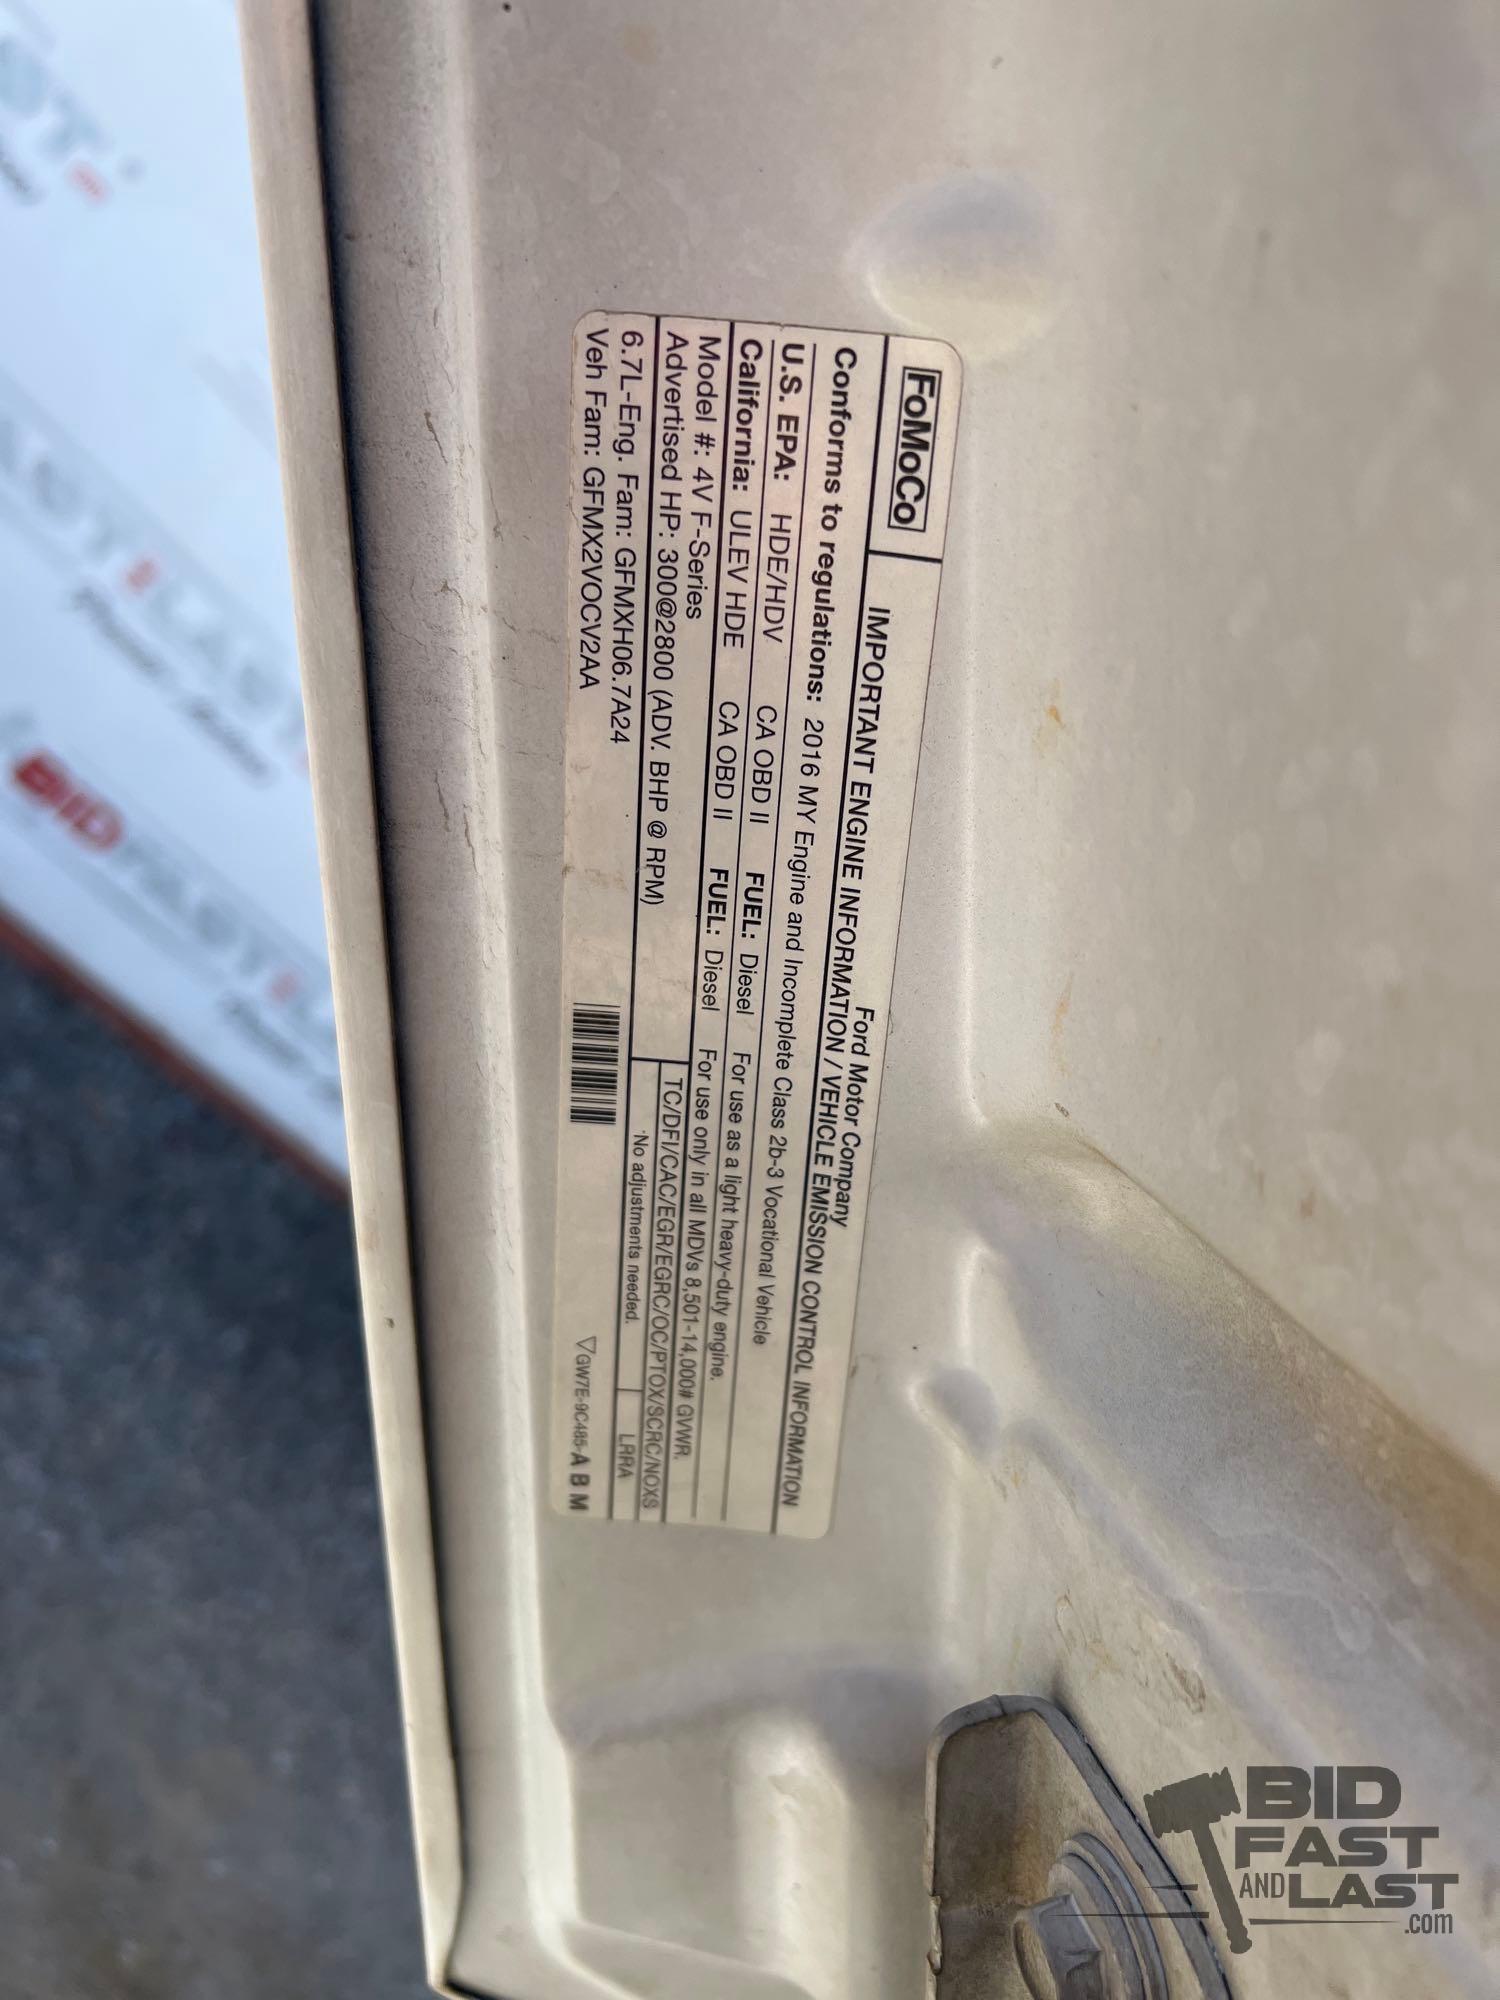 FoMoCo
Ford Motor Company
IMPORTANT ENGINE INFORMATION / VEHICLE EMISSION CONTROL INFORMATION
Conforms to regulations: 2016 MY Engine and Incomplete Class 2b-3 Vocational Vehicle
U.S. EPA: HDE/HDV CA OBD II FUEL: Diesel For use as a light heavy-duty engine.
California: ULEV HDE CA OBD II FUEL: Diesel For use only in all MDVs 8,501-14,000# GVWR.
Model #: 4V F-Series TC/DFI/CAC/EGR/EGRC/OC/PTOX/SCRC/NOXS
Advertised HP: 300@2800 (ADV. BHP @ RPM) *No adjustments needed. LRRA
6.7L-Eng. Fam: GFMXH06.7A24
Veh Fam: GFMX2VOCV2AA
GW7E-9C485-A B M
BID
FAST
AND LAST
.com
BID FAST